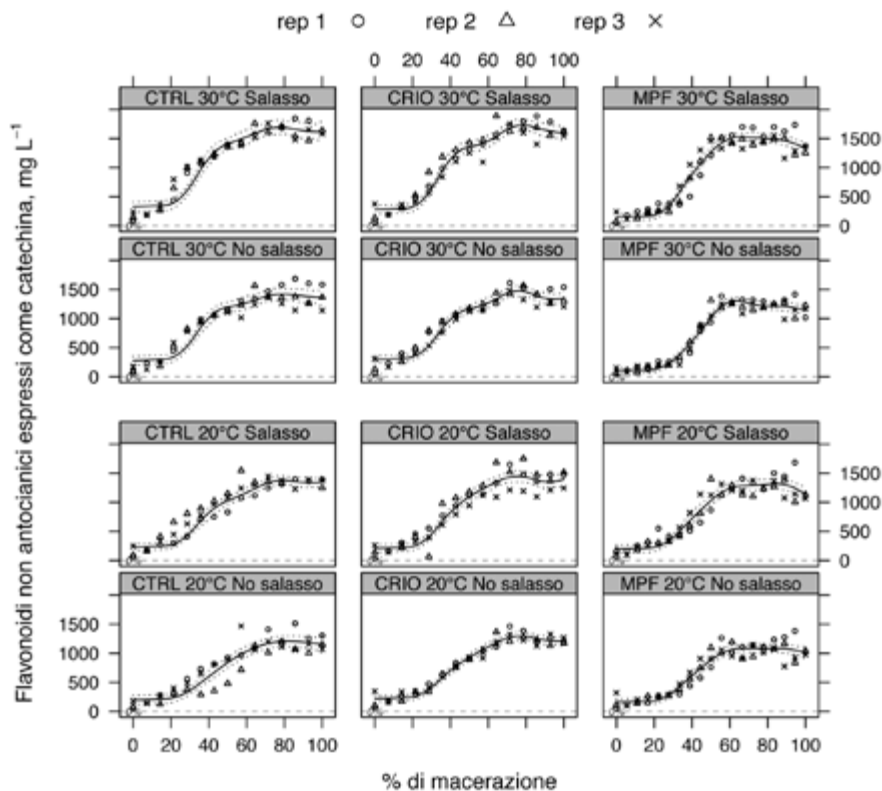 rep 1 rep 2 rep 3
0 20 40 60 80 100
CTRL 30°C Salasso CRIO 30°C Salasso MPF 30°C Salasso
1500
1000
500
0
CTRL 30°C No salasso CRIO 30°C No salasso MPF 30°C No salasso
1500
1000
500
0
CTRL 20°C Salasso CRIO 20°C Salasso MPF 20°C Salasso
1500
1000
500
0
CTRL 20°C No salasso CRIO 20°C No salasso MPF 20°C No salasso
1500
1000
500
0
0 20 40 60 80 100 0 20 40 60 80 100
% di macerazione
Flavonoidi non antocianici espressi come catechina, mg L⁻¹